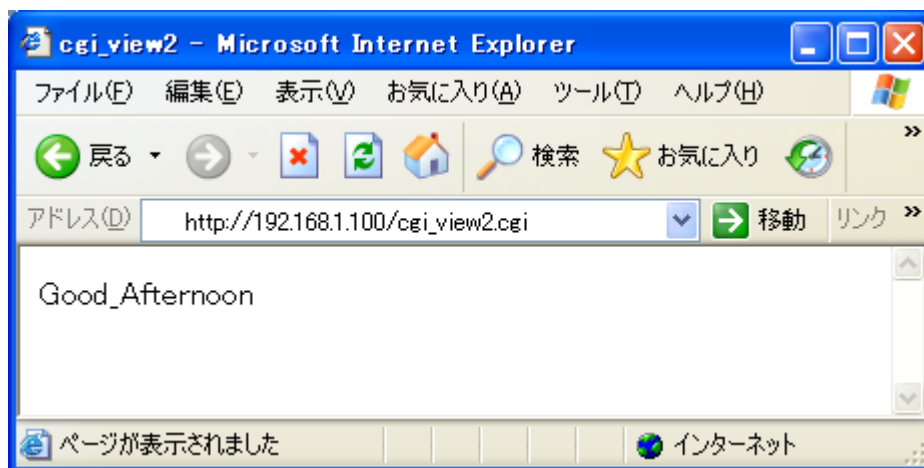 cgi_view2 - Microsoft Internet Explorer
ファイル(F) 編集(E) 表示(V) お気に入り(A) ツール(T) ヘルプ(H)
戻る 検索 お気に入り »
アドレス(D) http://192.168.1.100/cgi_view2.cgi 移動 リンク »
Good_Afternoon
ページが表示されました インターネット